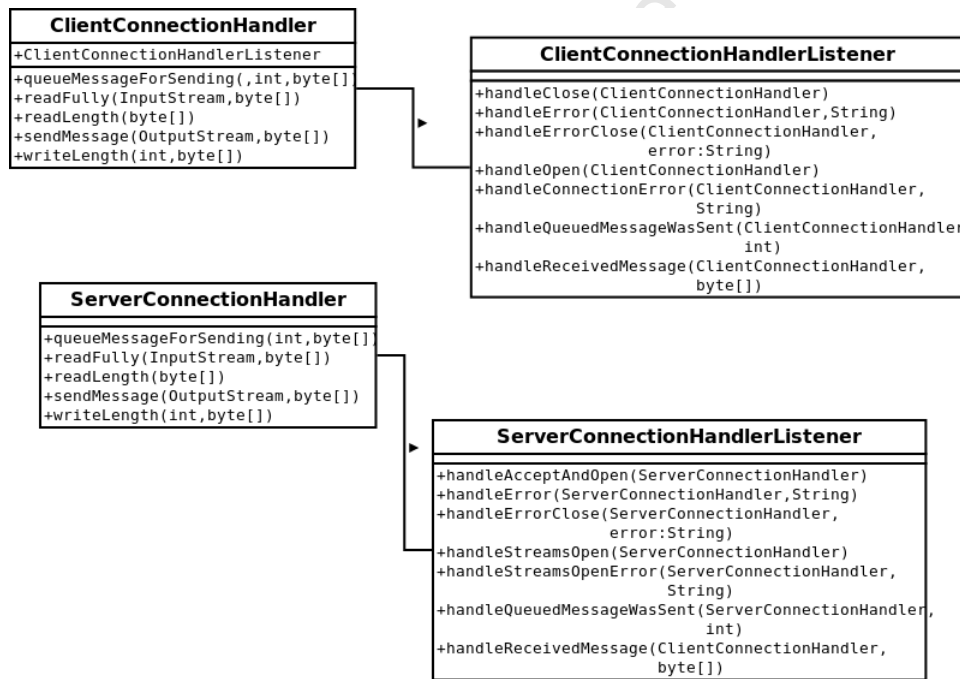 ClientConnectionHandler
+ClientConnectionHandlerListener
+queueMessageForSending(,int,byte[])
+readFully(InputStream,byte[])
+readLength(byte[])
+sendMessage(OutputStream,byte[])
+writeLength(int,byte[])
ClientConnectionHandlerListener
+handleClose(ClientConnectionHandler)
+handleError(ClientConnectionHandler,String)
+handleErrorClose(ClientConnectionHandler,
error:String)
+handleOpen(ClientConnectionHandler)
+handleConnectionError(ClientConnectionHandler,
String)
+handleQueuedMessageWasSent(ClientConnectionHandler,
int)
+handleReceivedMessage(ClientConnectionHandler,
byte[])
ServerConnectionHandler
+queueMessageForSending(int,byte[])
+readFully(InputStream,byte[])
+readLength(byte[])
+sendMessage(OutputStream,byte[])
+writeLength(int,byte[])
ServerConnectionHandlerListener
+handleAcceptAndOpen(ServerConnectionHandler)
+handleError(ServerConnectionHandler,String)
+handleErrorClose(ServerConnectionHandler,
error:String)
+handleStreamsOpen(ServerConnectionHandler)
+handleStreamsOpenError(ServerConnectionHandler,
String)
+handleQueuedMessageWasSent(ServerConnectionHandler,
int)
+handleReceivedMessage(ClientConnectionHandler,
byte[])